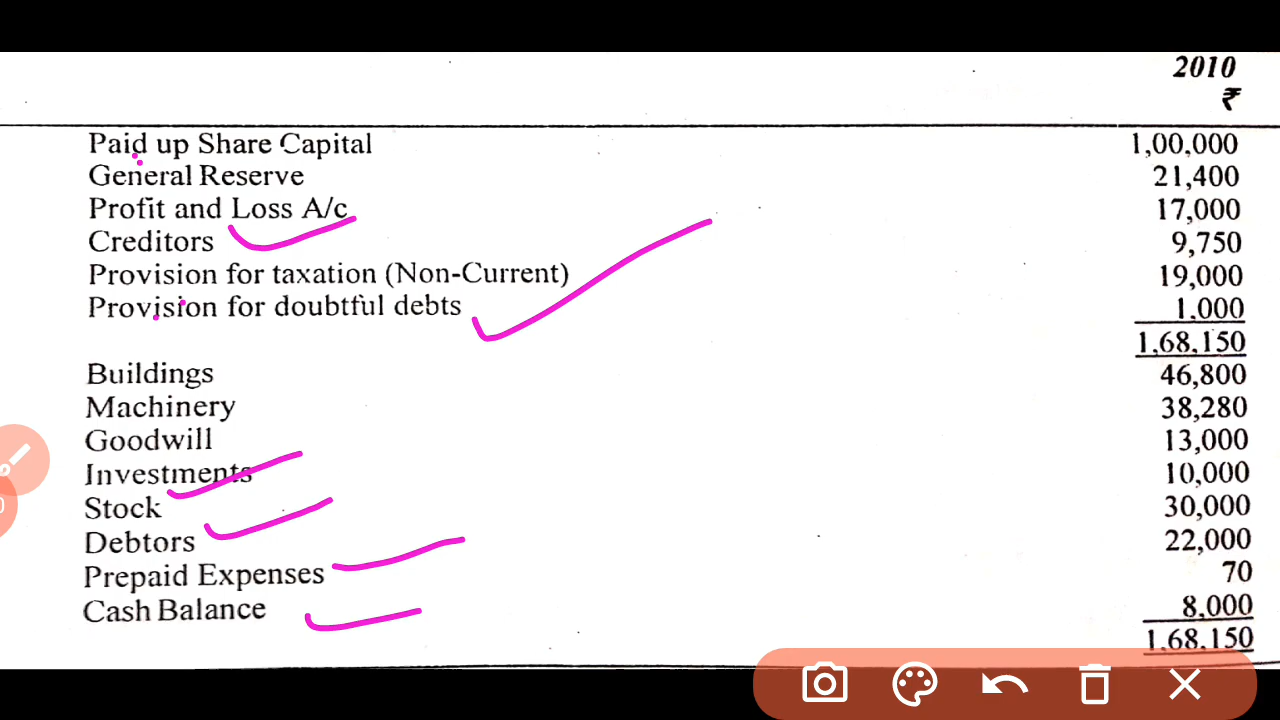 2010
₹
Paid up Share Capital 1,00,000
General Reserve 21,400
Profit and Loss A/c 17,000
Creditors 9,750
Provision for taxation (Non-Current) 19,000
Provision for doubtful debts 1,000
1,68,150
Buildings 46,800
Machinery 38,280
Goodwill 13,000
Investments 10,000
Stock 30,000
Debtors 22,000
Prepaid Expenses 70
Cash Balance 8,000
1,68,150